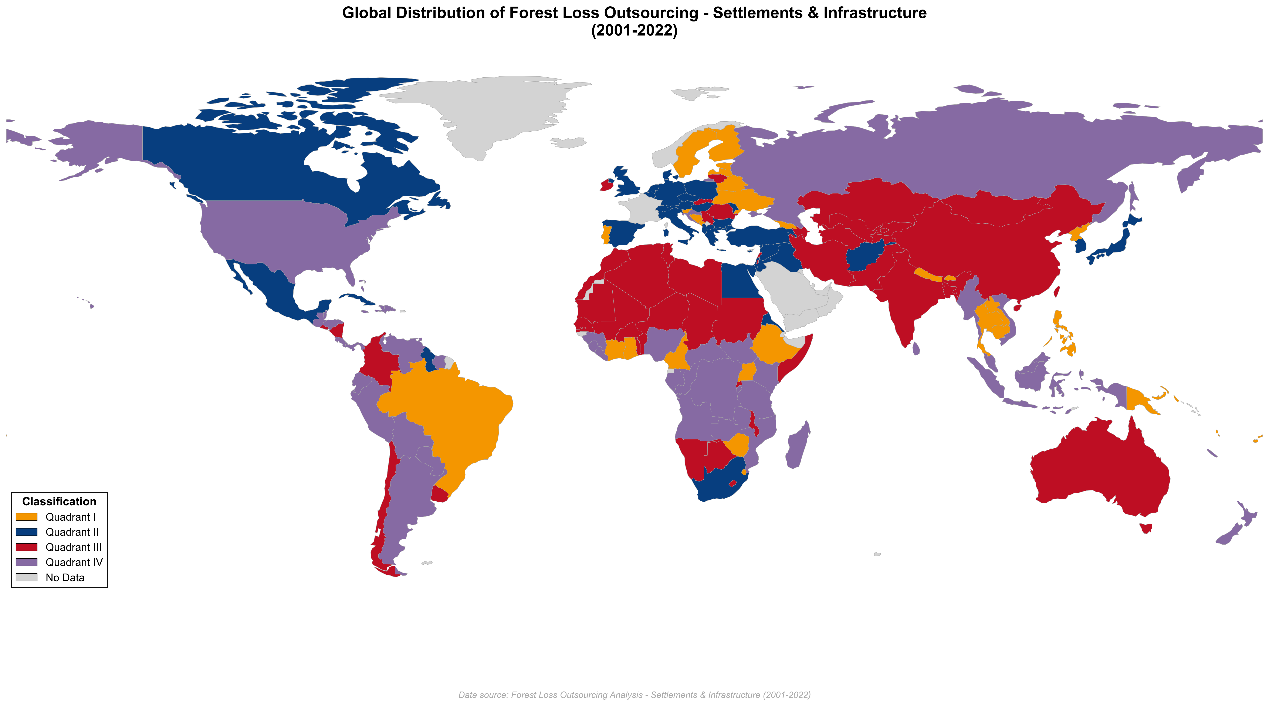 Global Distribution of Forest Loss Outsourcing - Settlements & Infrastructure
(2001-2022)
Classification
Quadrant I
Quadrant II
Quadrant III
Quadrant IV
No Data
Date source: Forest Loss Outsourcing Analysis - Settlements & Infrastructure (2001-2022)